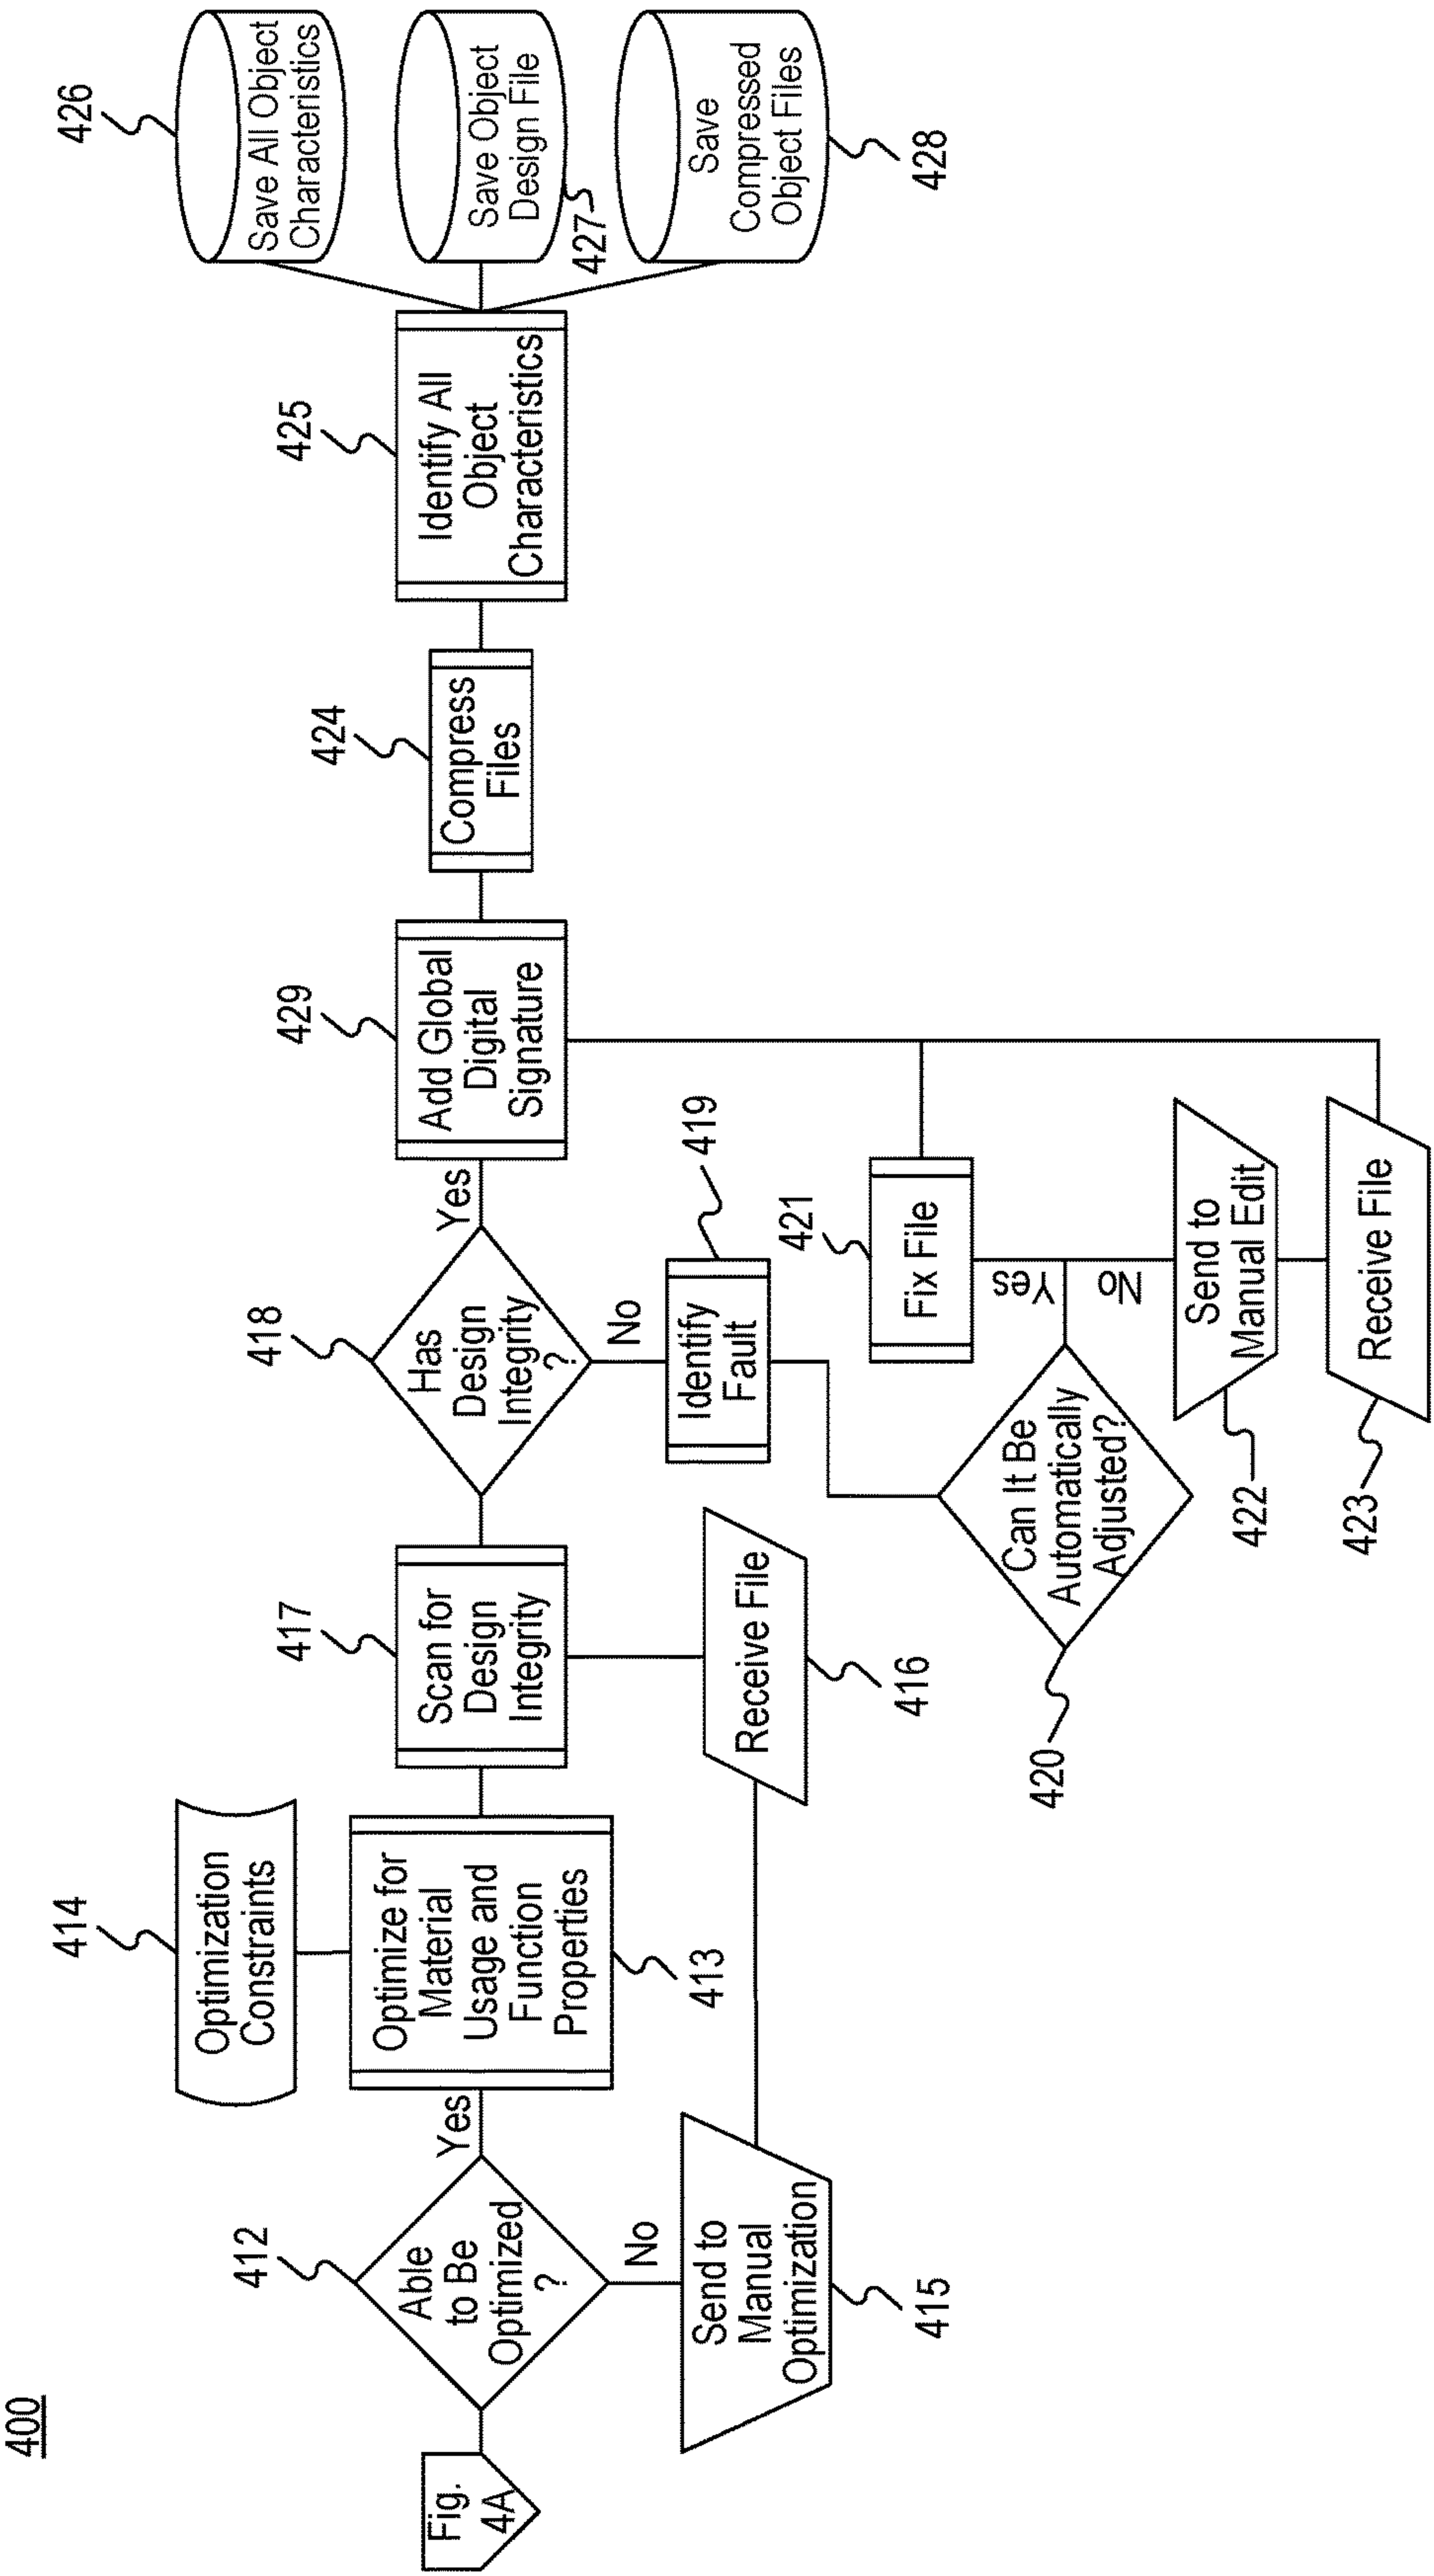 400
Fig.
4A
412
Able
to Be
Optimized
?
Yes
No
414
Optimization
Constraints
Optimize for
Material
Usage and
Function
Properties
413
Send to
Manual
Optimization
415
417
Scan for
Design
Integrity
Receive File
416
418
Has
Design
Integrity
?
Yes
No
Identify
Fault
419
420
Can It Be
Automatically
Adjusted?
Yes
No
421
Fix File
Send to
Manual Edit
422
Receive File
423
429
Add Global
Digital
Signature
424
Compress
Files
425
Identify All
Object
Characteristics
426
Save All Object
Characteristics
Save Object
Design File
427
Save
Compressed
Object Files
428